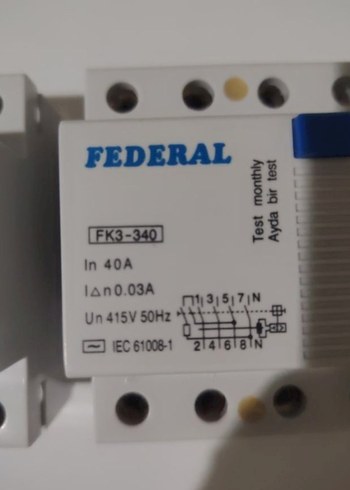 FEDERAL
Test monthly
Ayda bir test
FK3-340
In 40A
I△n 0.03A
Un 415V 50Hz
IEC 61008-1
1 3 5 7 N
2 4 6 8 N